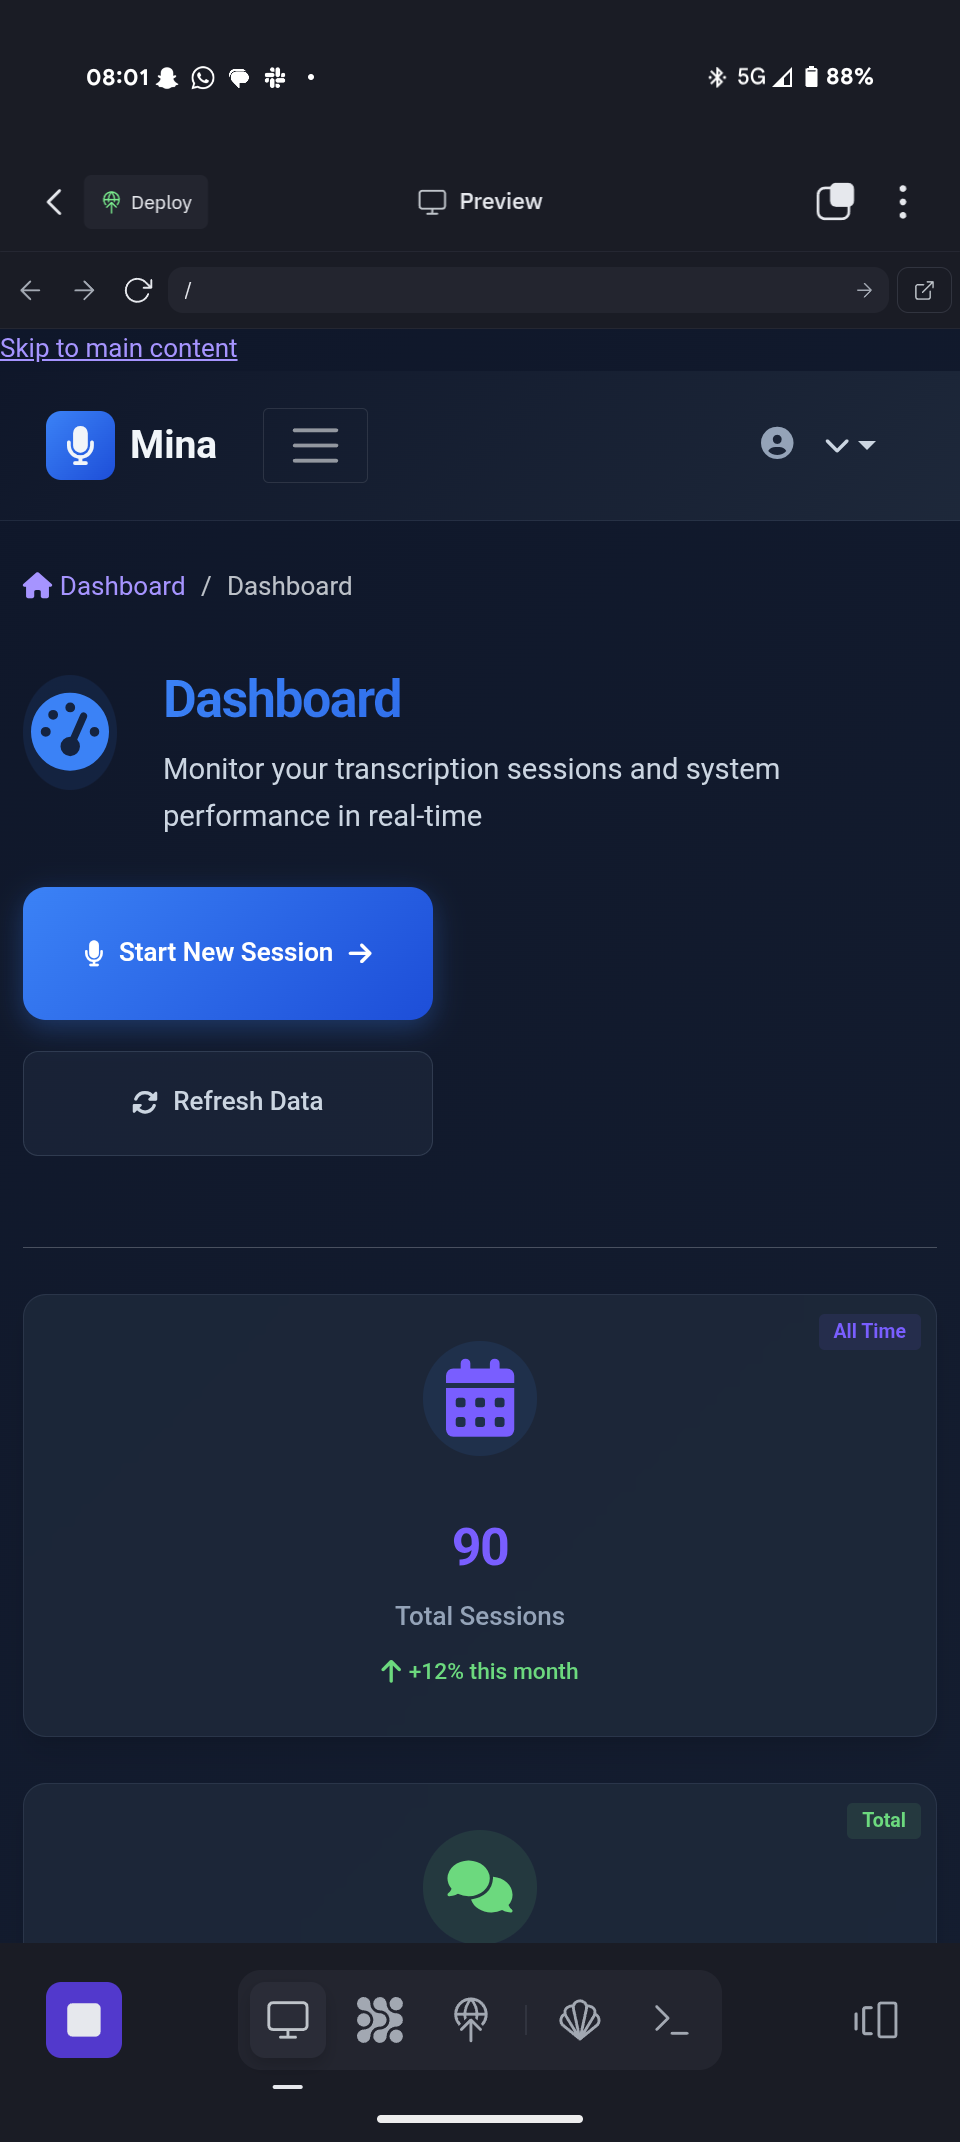 08:01
5G
88%
Deploy
Preview
/
Skip to main content
Mina
Dashboard / Dashboard
Dashboard
Monitor your transcription sessions and system
performance in real-time
Start New Session
Refresh Data
All Time
90
Total Sessions
+12% this month
Total